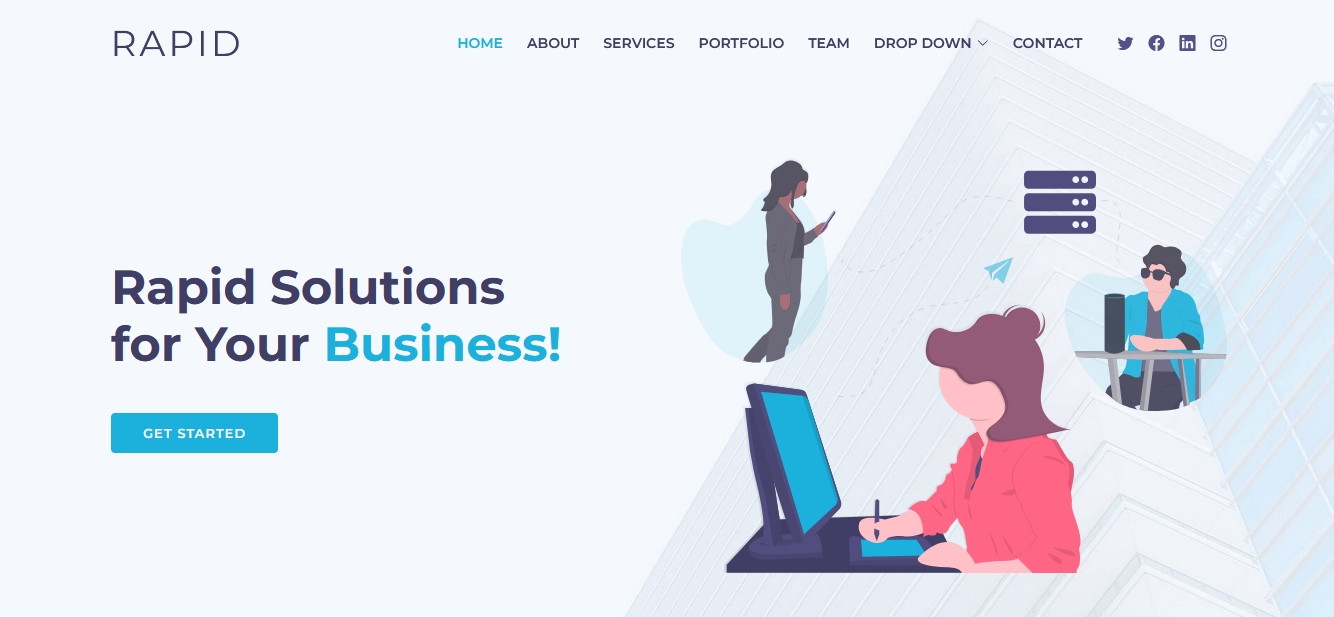 RAPID
HOME ABOUT SERVICES PORTFOLIO TEAM DROP DOWN CONTACT
Rapid Solutions
for Your Business!
GET STARTED